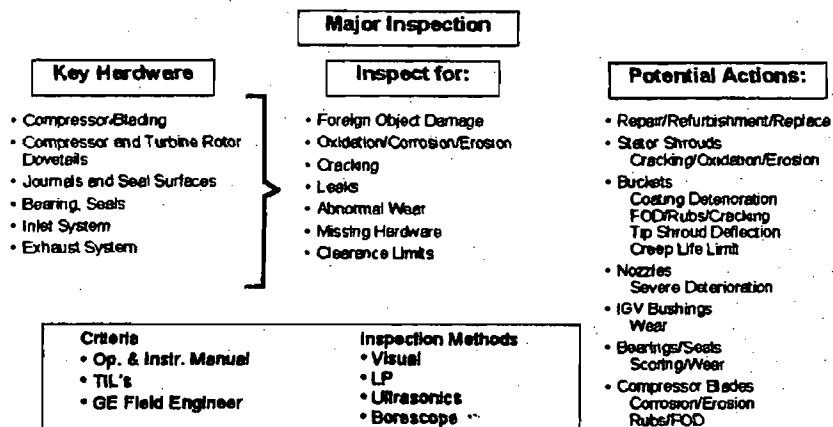 Major Inspection
Key Hardware
• Compressor/Blading
• Compressor and Turbine Rotor
Dovetails
• Journals and Seal Surfaces
• Bearing, Seals
• Inlet System
• Exhaust System
Inspect for:
• Foreign Object Damage
• Oxidation/Corrosion/Erosion
• Cracking
• Leaks
• Abnormal Wear
• Missing Hardware
• Clearance Limits
Potential Actions:
• Repair/Refurbishment/Replace
• Stator Shrouds
Cracking/Oxidation/Erosion
• Buckets
Coating Deterioration
FOD/Rubs/Cracking
Tip Shroud Deflection
Creep Life Limit
• Nozzles
Severe Deterioration
• IGV Bushings
Wear
• Bearings/Seals
Scoring/Wear
• Compressor Blades
Corrosion/Erosion
Rubs/FOD
Criteria
• Op. & Instr. Manual
• TIL's
• GE Field Engineer
Inspection Methods
• Visual
• LP
• Ultrasonics
• Borescope